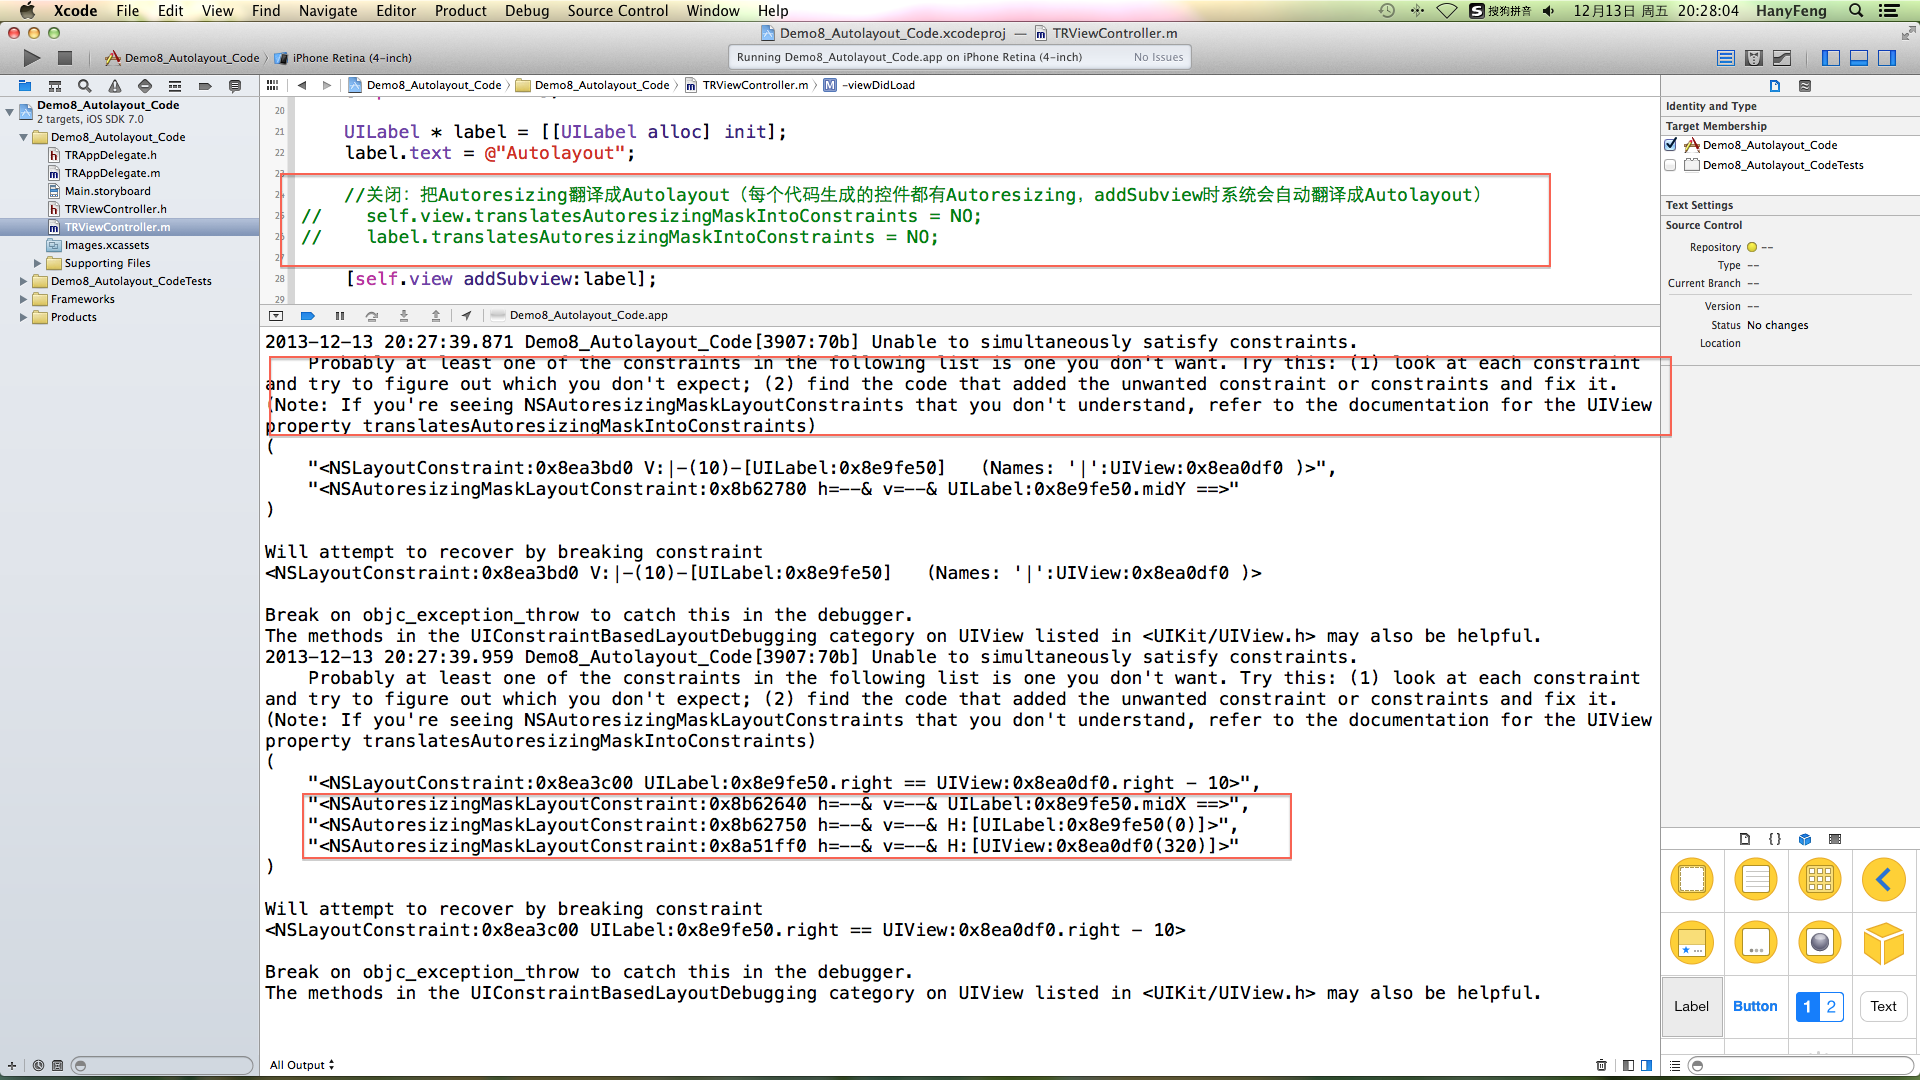 Xcode File Edit View Find Navigate Editor Product Debug Source Control Window Help
搜狗拼音 12月13日 周五 20:28:04 HanyFeng
Demo8_Autolayout_Code.xcodeproj — TRViewController.m
Demo8_Autolayout_Code iPhone Retina (4-inch)
Running Demo8_Autolayout_Code.app on iPhone Retina (4-inch) No Issues
Demo8_Autolayout_Code Demo8_Autolayout_Code TRViewController.m -viewDidLoad
Demo8_Autolayout_Code
2 targets, iOS SDK 7.0
Demo8_Autolayout_Code
TRAppDelegate.h
TRAppDelegate.m
Main.storyboard
TRViewController.h
TRViewController.m
Images.xcassets
Supporting Files
Demo8_Autolayout_CodeTests
Frameworks
Products
20
21 UILabel * label = [[UILabel alloc] init];
22 label.text = @"Autolayout";
23
24 //关闭：把Autoresizing翻译成Autolayout（每个代码生成的控件都有Autoresizing，addSubview时系统会自动翻译成Autolayout）
25 // self.view.translatesAutoresizingMaskIntoConstraints = NO;
26 // label.translatesAutoresizingMaskIntoConstraints = NO;
27
28 [self.view addSubview:label];
29
Demo8_Autolayout_Code.app
2013-12-13 20:27:39.871 Demo8_Autolayout_Code[3907:70b] Unable to simultaneously satisfy constraints.
Probably at least one of the constraints in the following list is one you don't want. Try this: (1) look at each constraint
and try to figure out which you don't expect; (2) find the code that added the unwanted constraint or constraints and fix it.
(Note: If you're seeing NSAutoresizingMaskLayoutConstraints that you don't understand, refer to the documentation for the UIView
property translatesAutoresizingMaskIntoConstraints)
(
"<NSLayoutConstraint:0x8ea3bd0 V:|-(10)-[UILabel:0x8e9fe50] (Names: '|':UIView:0x8ea0df0 )>",
"<NSAutoresizingMaskLayoutConstraint:0x8b62780 h=--& v=--& UILabel:0x8e9fe50.midY ==>"
)
Will attempt to recover by breaking constraint
<NSLayoutConstraint:0x8ea3bd0 V:|-(10)-[UILabel:0x8e9fe50] (Names: '|':UIView:0x8ea0df0 )>
Break on objc_exception_throw to catch this in the debugger.
The methods in the UIConstraintBasedLayoutDebugging category on UIView listed in <UIKit/UIView.h> may also be helpful.
2013-12-13 20:27:39.959 Demo8_Autolayout_Code[3907:70b] Unable to simultaneously satisfy constraints.
Probably at least one of the constraints in the following list is one you don't want. Try this: (1) look at each constraint
and try to figure out which you don't expect; (2) find the code that added the unwanted constraint or constraints and fix it.
(Note: If you're seeing NSAutoresizingMaskLayoutConstraints that you don't understand, refer to the documentation for the UIView
property translatesAutoresizingMaskIntoConstraints)
(
"<NSLayoutConstraint:0x8ea3c00 UILabel:0x8e9fe50.right == UIView:0x8ea0df0.right - 10>",
"<NSAutoresizingMaskLayoutConstraint:0x8b62640 h=--& v=--& UILabel:0x8e9fe50.midX ==>",
"<NSAutoresizingMaskLayoutConstraint:0x8b62750 h=--& v=--& H:[UILabel:0x8e9fe50(0)]>",
"<NSAutoresizingMaskLayoutConstraint:0x8a51ff0 h=--& v=--& H:[UIView:0x8ea0df0(320)]>"
)
Will attempt to recover by breaking constraint
<NSLayoutConstraint:0x8ea3c00 UILabel:0x8e9fe50.right == UIView:0x8ea0df0.right - 10>
Break on objc_exception_throw to catch this in the debugger.
The methods in the UIConstraintBasedLayoutDebugging category on UIView listed in <UIKit/UIView.h> may also be helpful.
All Output
Identity and Type
Target Membership
Demo8_Autolayout_Code
Demo8_Autolayout_CodeTests
Text Settings
Source Control
Repository --
Type --
Current Branch --
Version --
Status No changes
Location
{ }
Label Button 1 2 Text